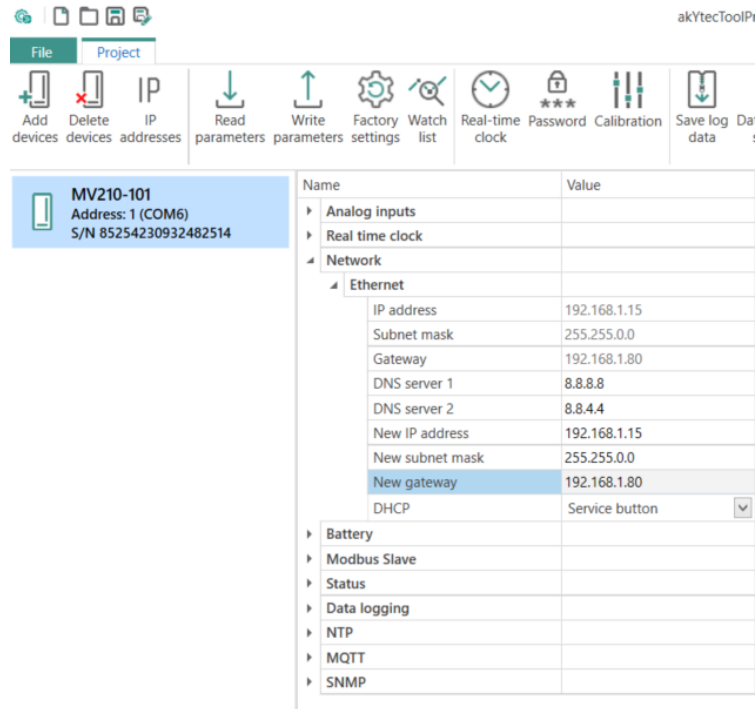 akYtecToolPr
File Project
Add devices
Delete devices
IP addresses
Read parameters
Write parameters
Factory settings
Watch list
Real-time clock
Password
Calibration
Save log data
Dat
s
IP
***
MV210-101
Address: 1 (COM6)
S/N 85254230932482514
Name Value
Analog inputs
Real time clock
Network
Ethernet
IP address 192.168.1.15
Subnet mask 255.255.0.0
Gateway 192.168.1.80
DNS server 1 8.8.8.8
DNS server 2 8.8.4.4
New IP address 192.168.1.15
New subnet mask 255.255.0.0
New gateway 192.168.1.80
DHCP Service button
Battery
Modbus Slave
Status
Data logging
NTP
MQTT
SNMP